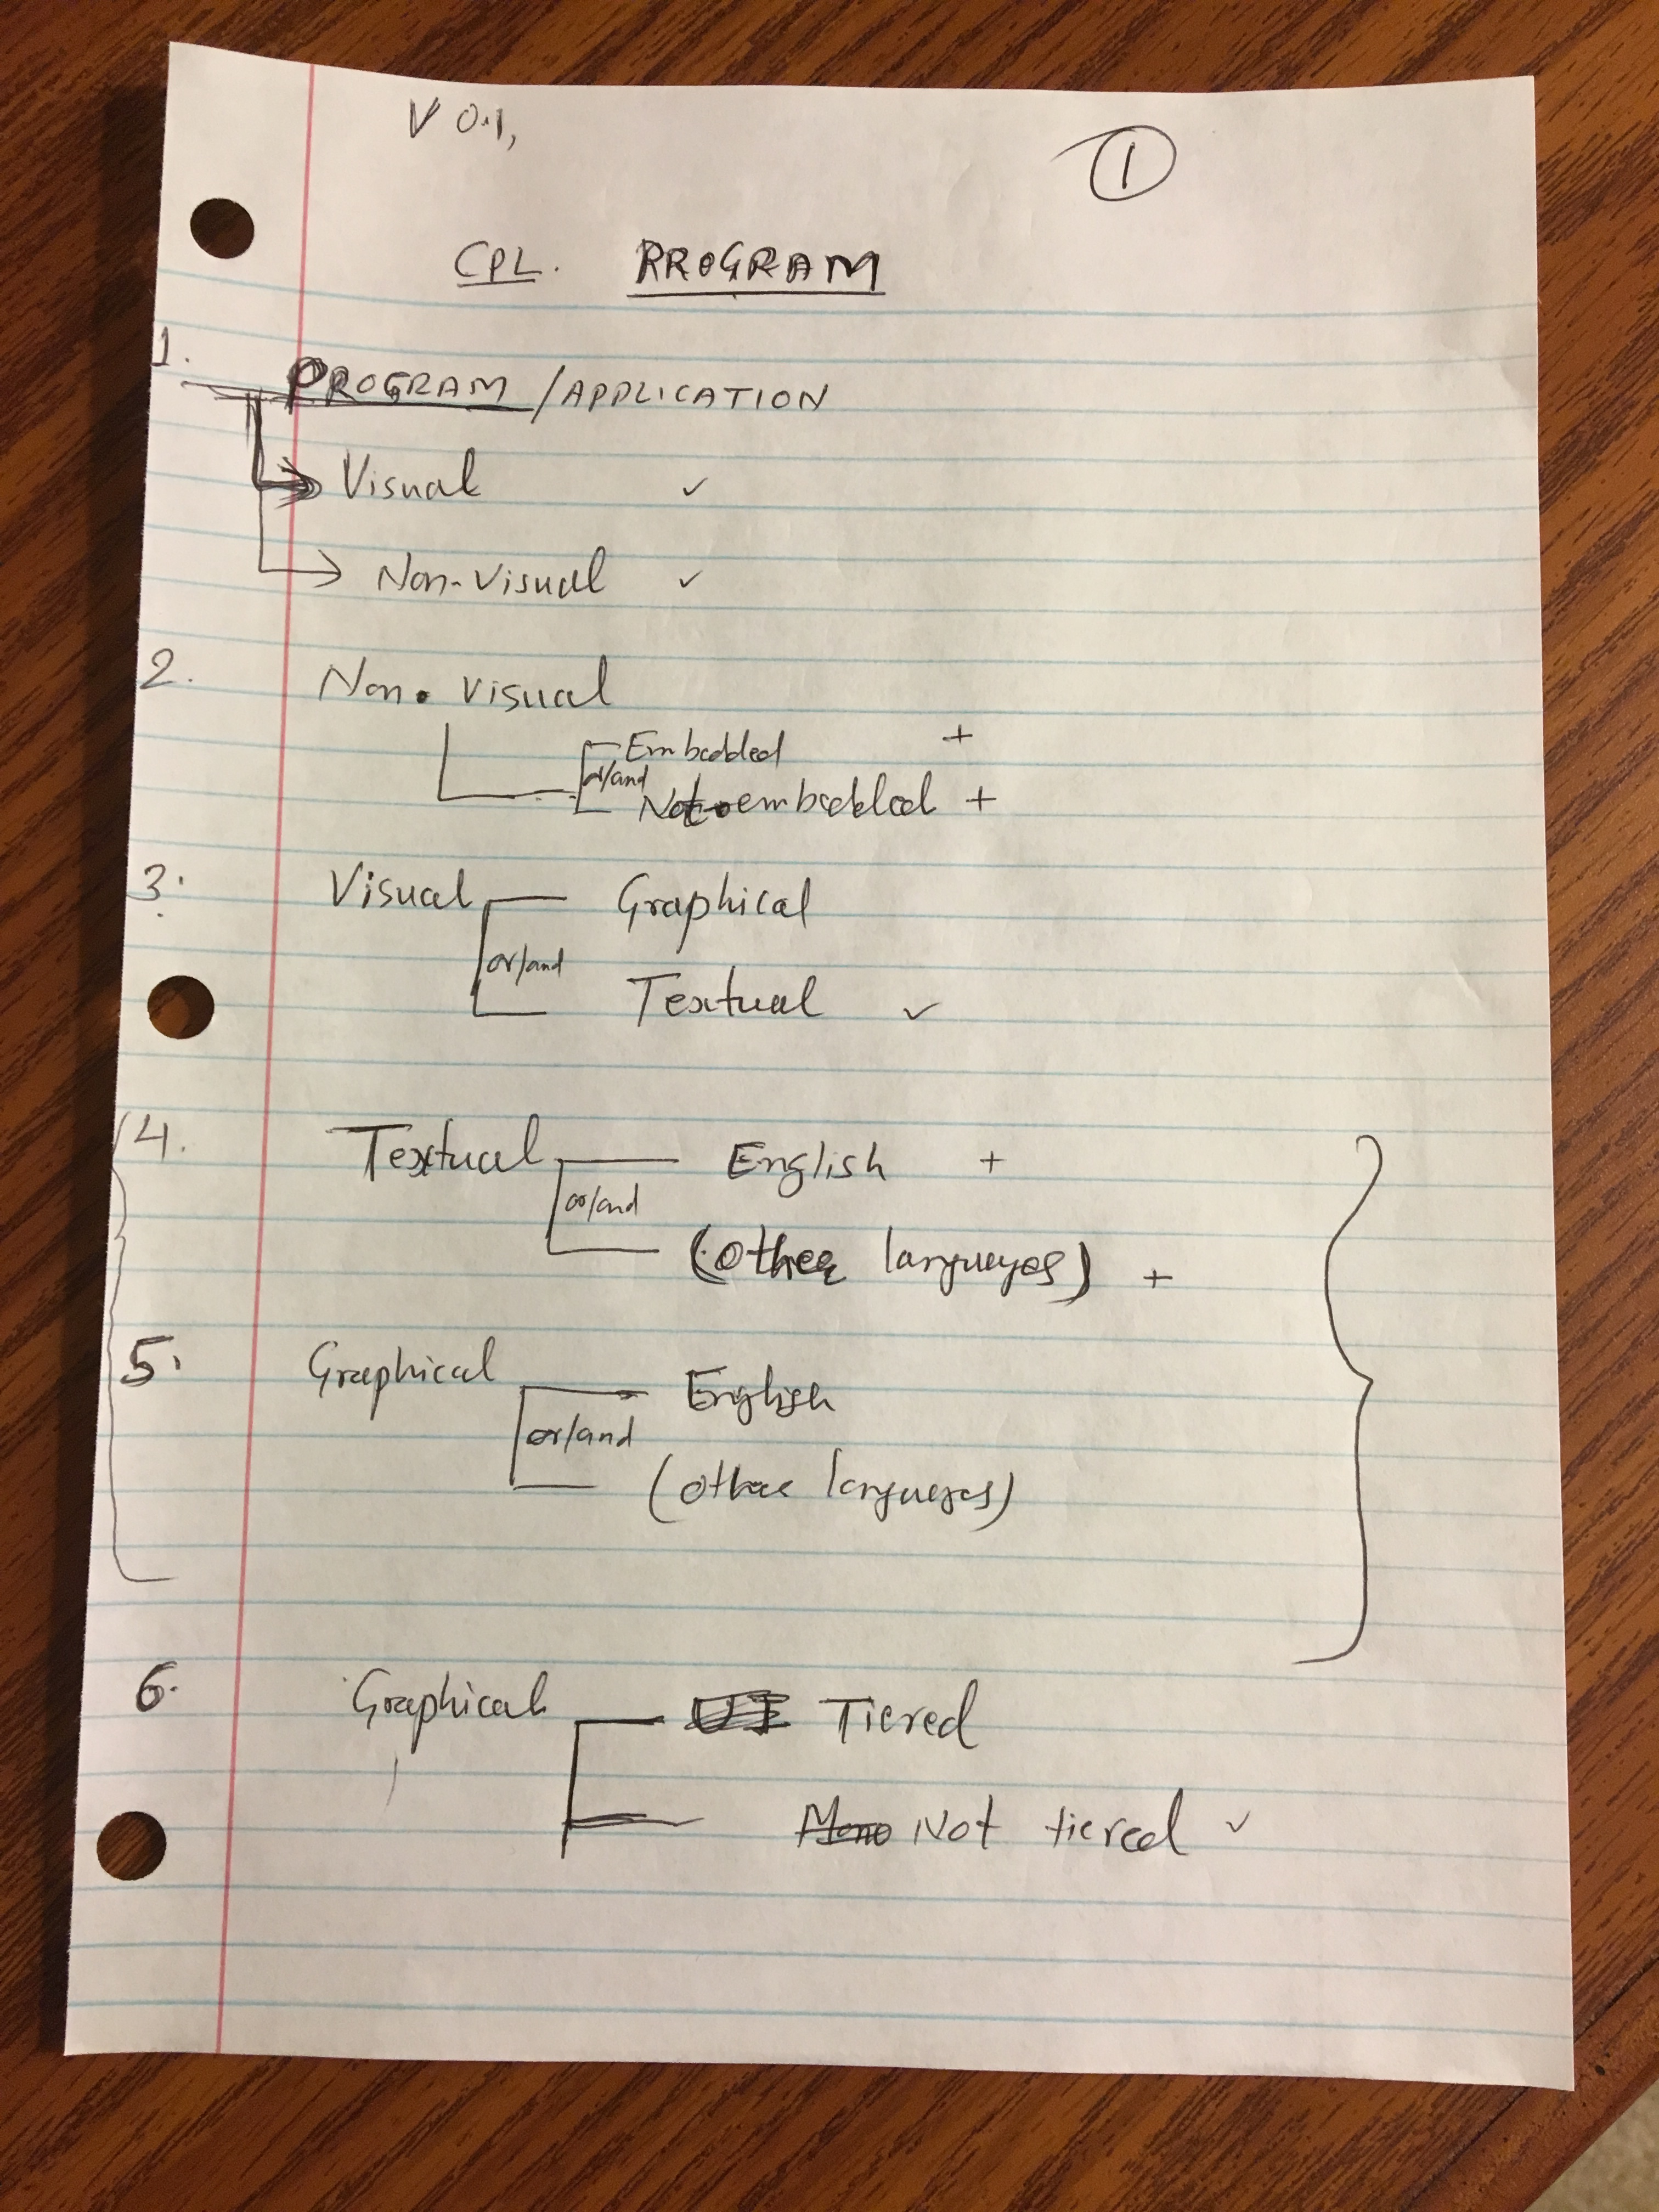 V 0.1,
1
CPL. PROGRAM
1.
PROGRAM / APPLICATION
Visual ✓
Non-Visual ✓
2. Non. Visual
Embedded +
or/and
Not-embedded +
3. Visual Graphical
or/and
Textual ✓
4. Textual English +
or/and
(other languages) +
5. Graphical English
or/and
(other languages)
6. Graphical UI Tiered
Mono Not tiered ✓